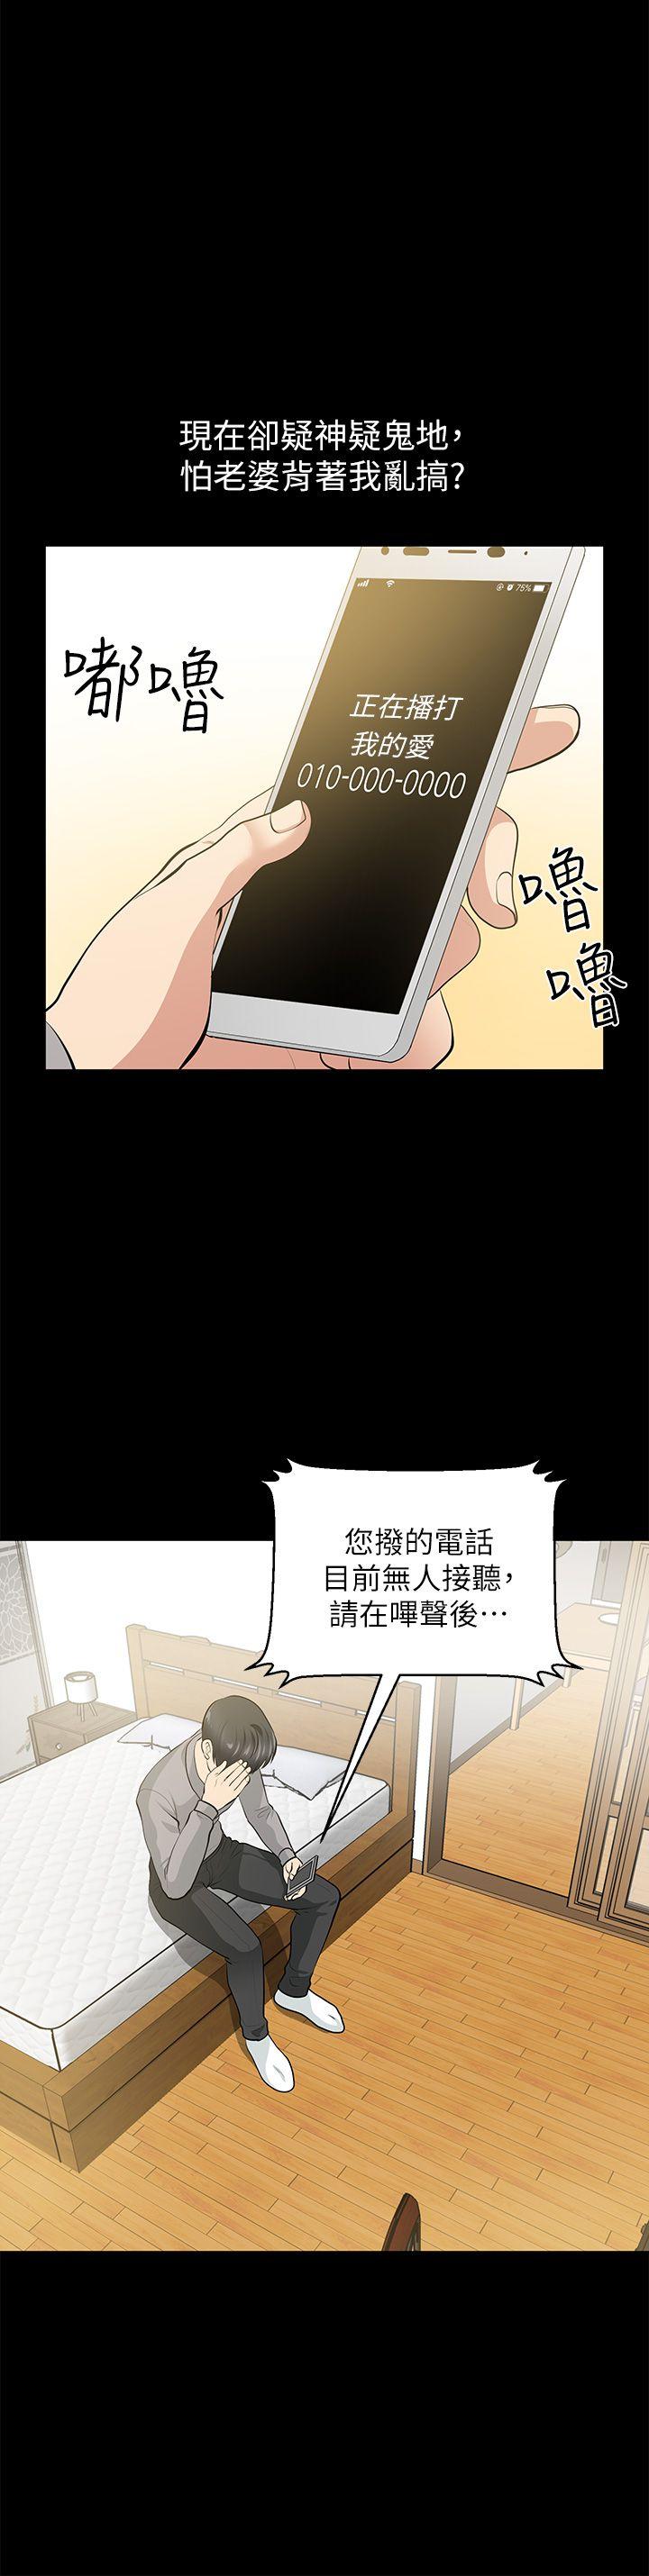 現在卻疑神疑鬼地，
怕老婆背著我亂搞?
75%
嘟嚕
正在播打
我的愛
010-000-0000
嚕
嚕
您撥的電話
目前無人接聽，
請在嗶聲後…